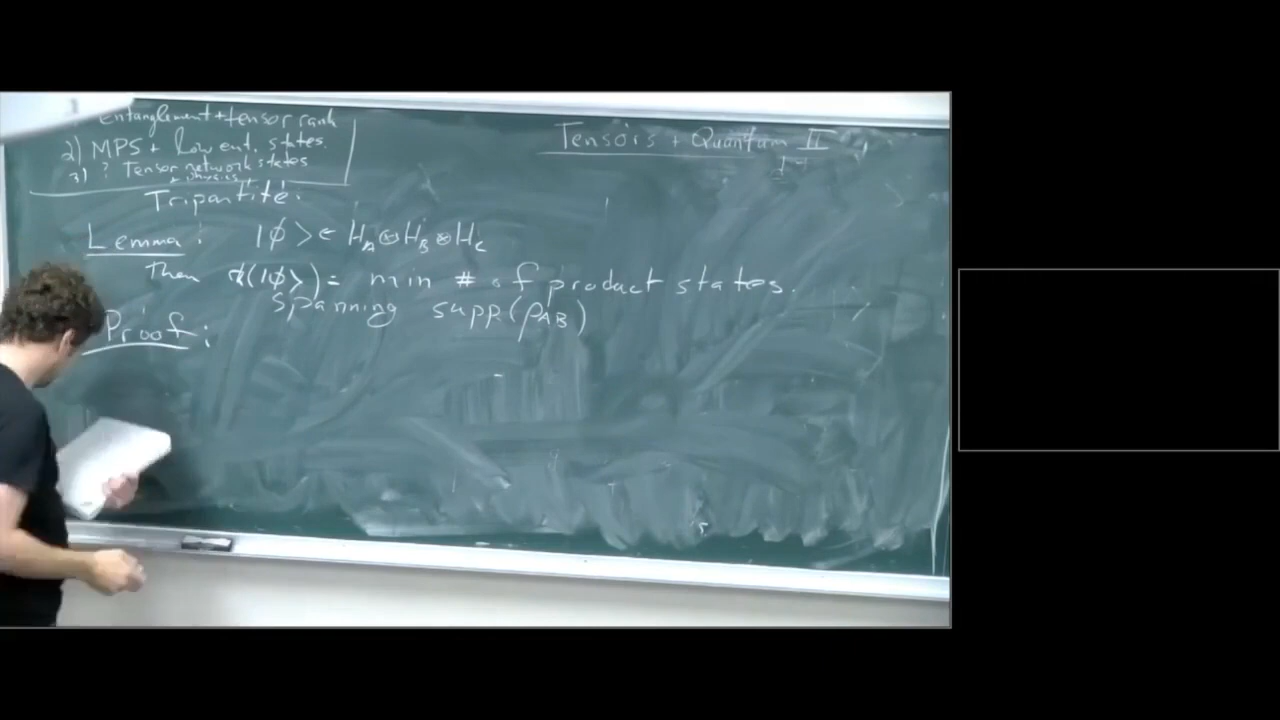 entanglement + tensor rank
2) MPS + low ent. states.
3) ? Tensor network states
+ physics
Tensors + Quantum II
Tripartite:
Lemma: |φ> ∈ H_A ⊗ H_B ⊗ H_C
Then (|φ>) = min # of product states.
Spanning supp(ρ_AB)
Proof: